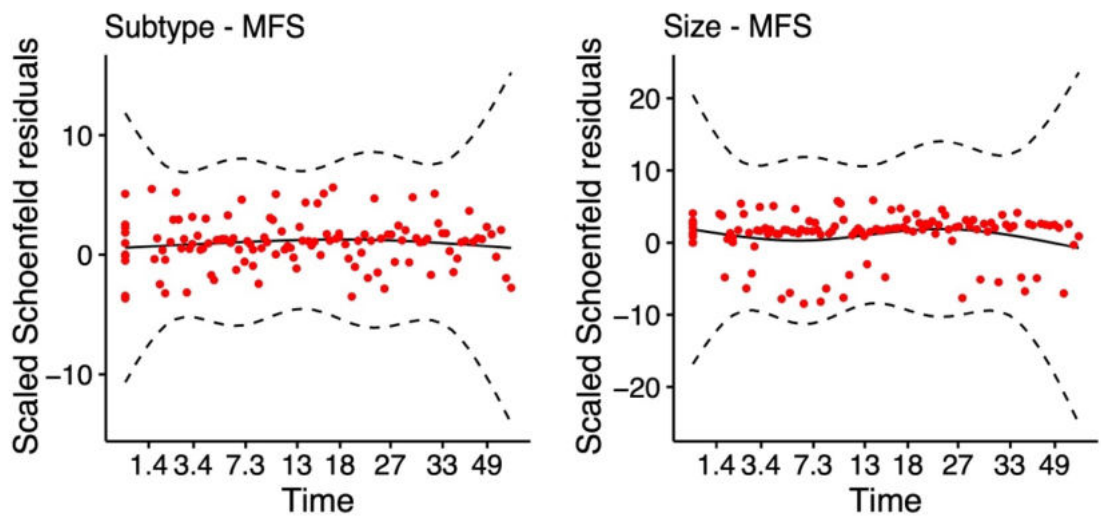 Subtype - MFS
Scaled Schoenfeld residuals
10
0
−10
1.4 3.4 7.3 13 18 27 33 49
Time
Size - MFS
Scaled Schoenfeld residuals
20
10
0
−10
−20
1.4 3.4 7.3 13 18 27 33 49
Time